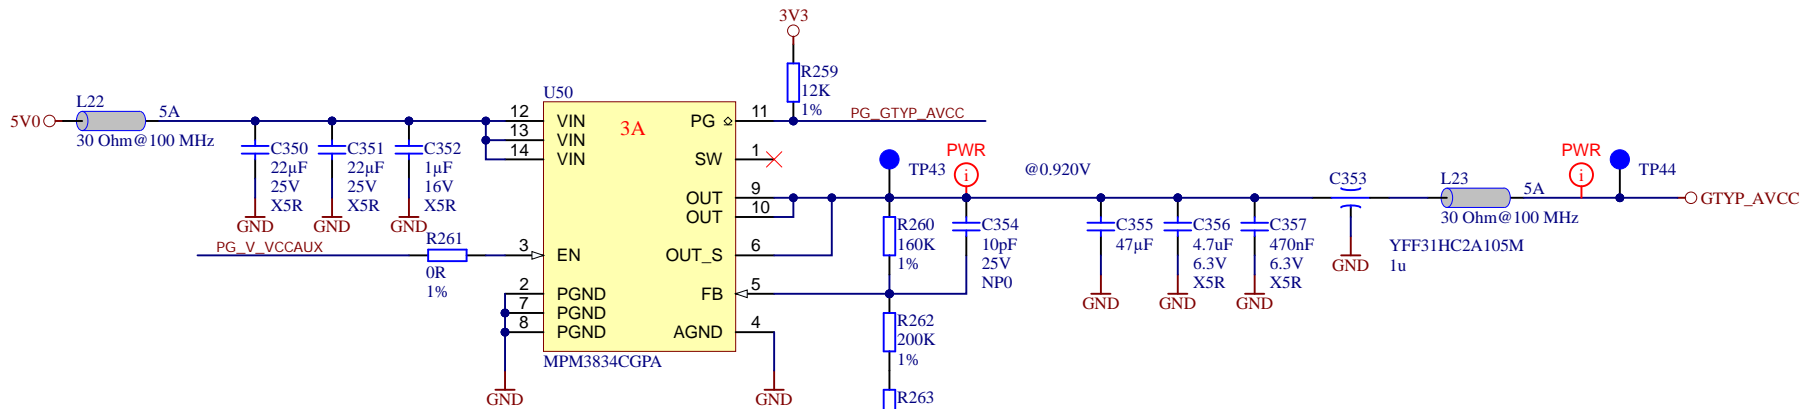 3V3
R259
12K
1%
U50
L22
5A
5V0
30 Ohm@100 MHz
12
VIN
3A
PG
11
PG_GTYP_AVCC
13
VIN
14
VIN
SW
1
C350
22µF
25V
X5R
GND
C351
22µF
25V
X5R
GND
C352
1µF
16V
X5R
GND
TP43
PWR
i
@0.920V
OUT
9
OUT
10
R260
160K
1%
C354
10pF
25V
NP0
C355
47µF
GND
C356
4.7uF
6.3V
X5R
GND
C357
470nF
6.3V
X5R
GND
C353
GND
YFF31HC2A105M
1u
L23
5A
30 Ohm@100 MHz
PWR
i
TP44
GTYP_AVCC
PG_V_VCCAUX
R261
0R
1%
3
EN
OUT_S
6
2
PGND
7
PGND
8
PGND
FB
5
AGND
4
MPM3834CGPA
GND
GND
R262
200K
1%
R263